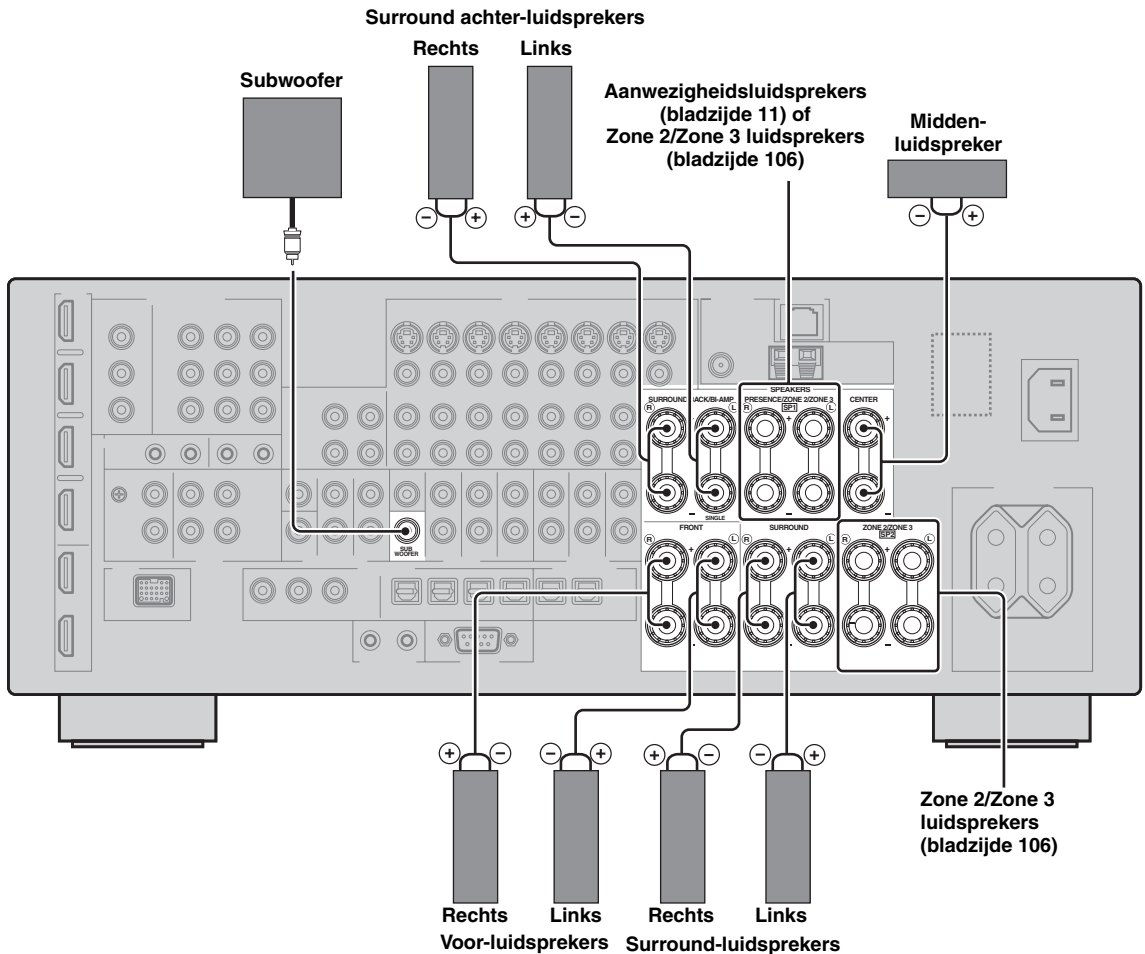 Surround achter-luidsprekers
Rechts
Links
Subwoofer
Aanwezigheidsluidsprekers
(bladzijde 11) of
Zone 2/Zone 3 luidsprekers
(bladzijde 106)
Midden-
luidspreker
− +
+ −
− +
SPEAKERS
SURROUND BACK/BI-AMP
PRESENCE/ZONE 2/ZONE 3
CENTER
R
L
R
SP1
L
+
+
−
−
SINGLE
SUB
WOOFER
FRONT
SURROUND
ZONE 2/ZONE 3
SP2
R
L
R
L
R
L
+
+
+
-
-
−
+ −
− +
+ −
− +
Zone 2/Zone 3
luidsprekers
(bladzijde 106)
Rechts
Links
Rechts
Links
Voor-luidsprekers
Surround-luidsprekers